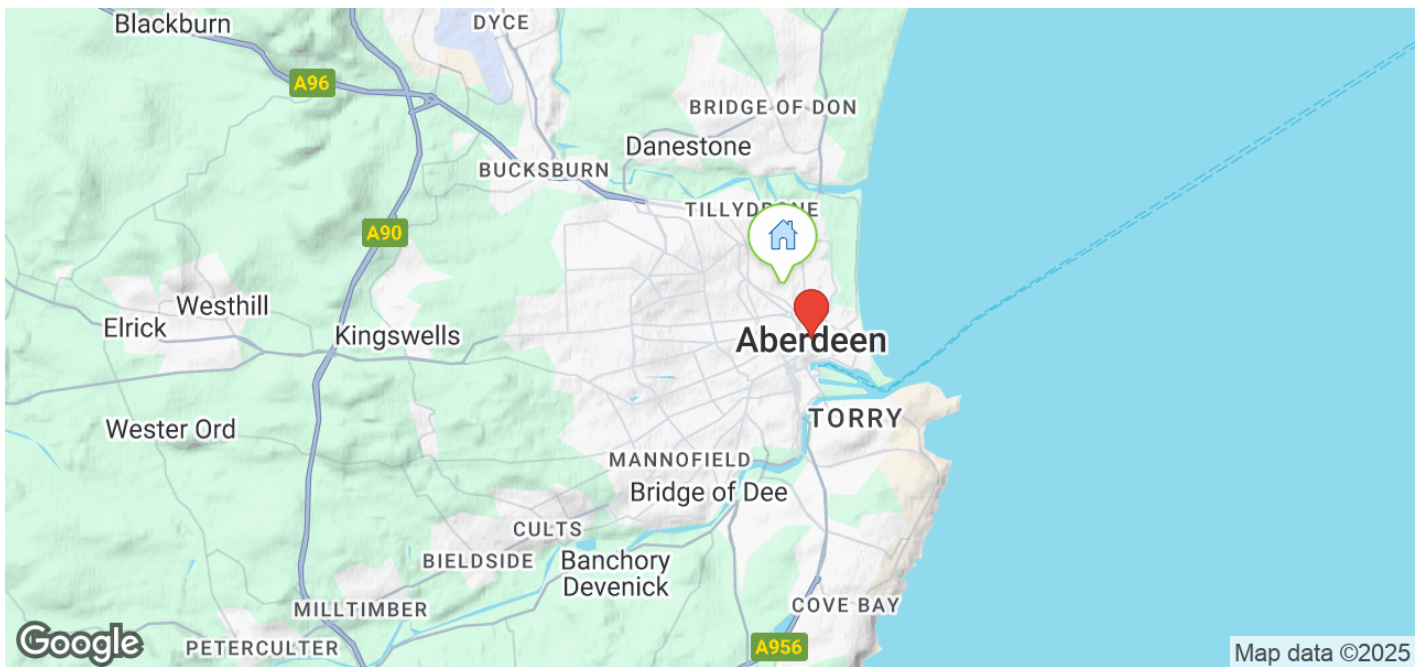 Blackburn
DYCE
A96
BRIDGE OF DON
Danestone
BUCKSBURN
TILLYDRONE
A90
Westhill
Elrick
Kingswells
Aberdeen
TORRY
Wester Ord
MANNOFIELD
Bridge of Dee
CULTS
BIELDSIDE
Banchory
Devenick
MILLTIMBER
COVE BAY
PETERCULTER
A956
Google
Map data ©2025